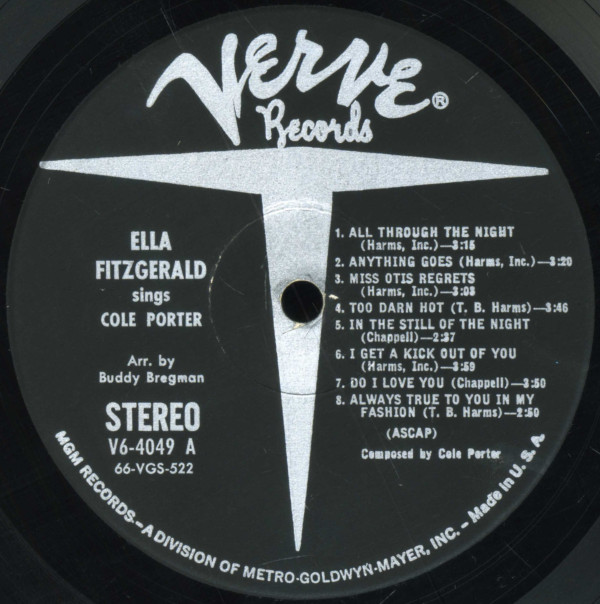 VERVE ®
Records
ELLA
FITZGERALD
sings
COLE PORTER
Arr. by
Buddy Bregman
STEREO
V6-4049 A
66-VGS-522
1. ALL THROUGH THE NIGHT
(Harms, Inc.)—3:15
2. ANYTHING GOES (Harms, Inc.)—3:20
3. MISS OTIS REGRETS
(Harms, Inc.)—3:03
4. TOO DARN HOT (T. B. Harms)—3:46
5. IN THE STILL OF THE NIGHT
(Chappell)—2:37
6. I GET A KICK OUT OF YOU
(Harms, Inc.)—3:59
7. DO I LOVE YOU (Chappell)—3:50
8. ALWAYS TRUE TO YOU IN MY
FASHION (T. B. Harms)—2:50
(ASCAP)
Composed by Cole Porter
MGM RECORDS—A DIVISION OF METRO-GOLDWYN-MAYER, INC. — Made in U. S. A.